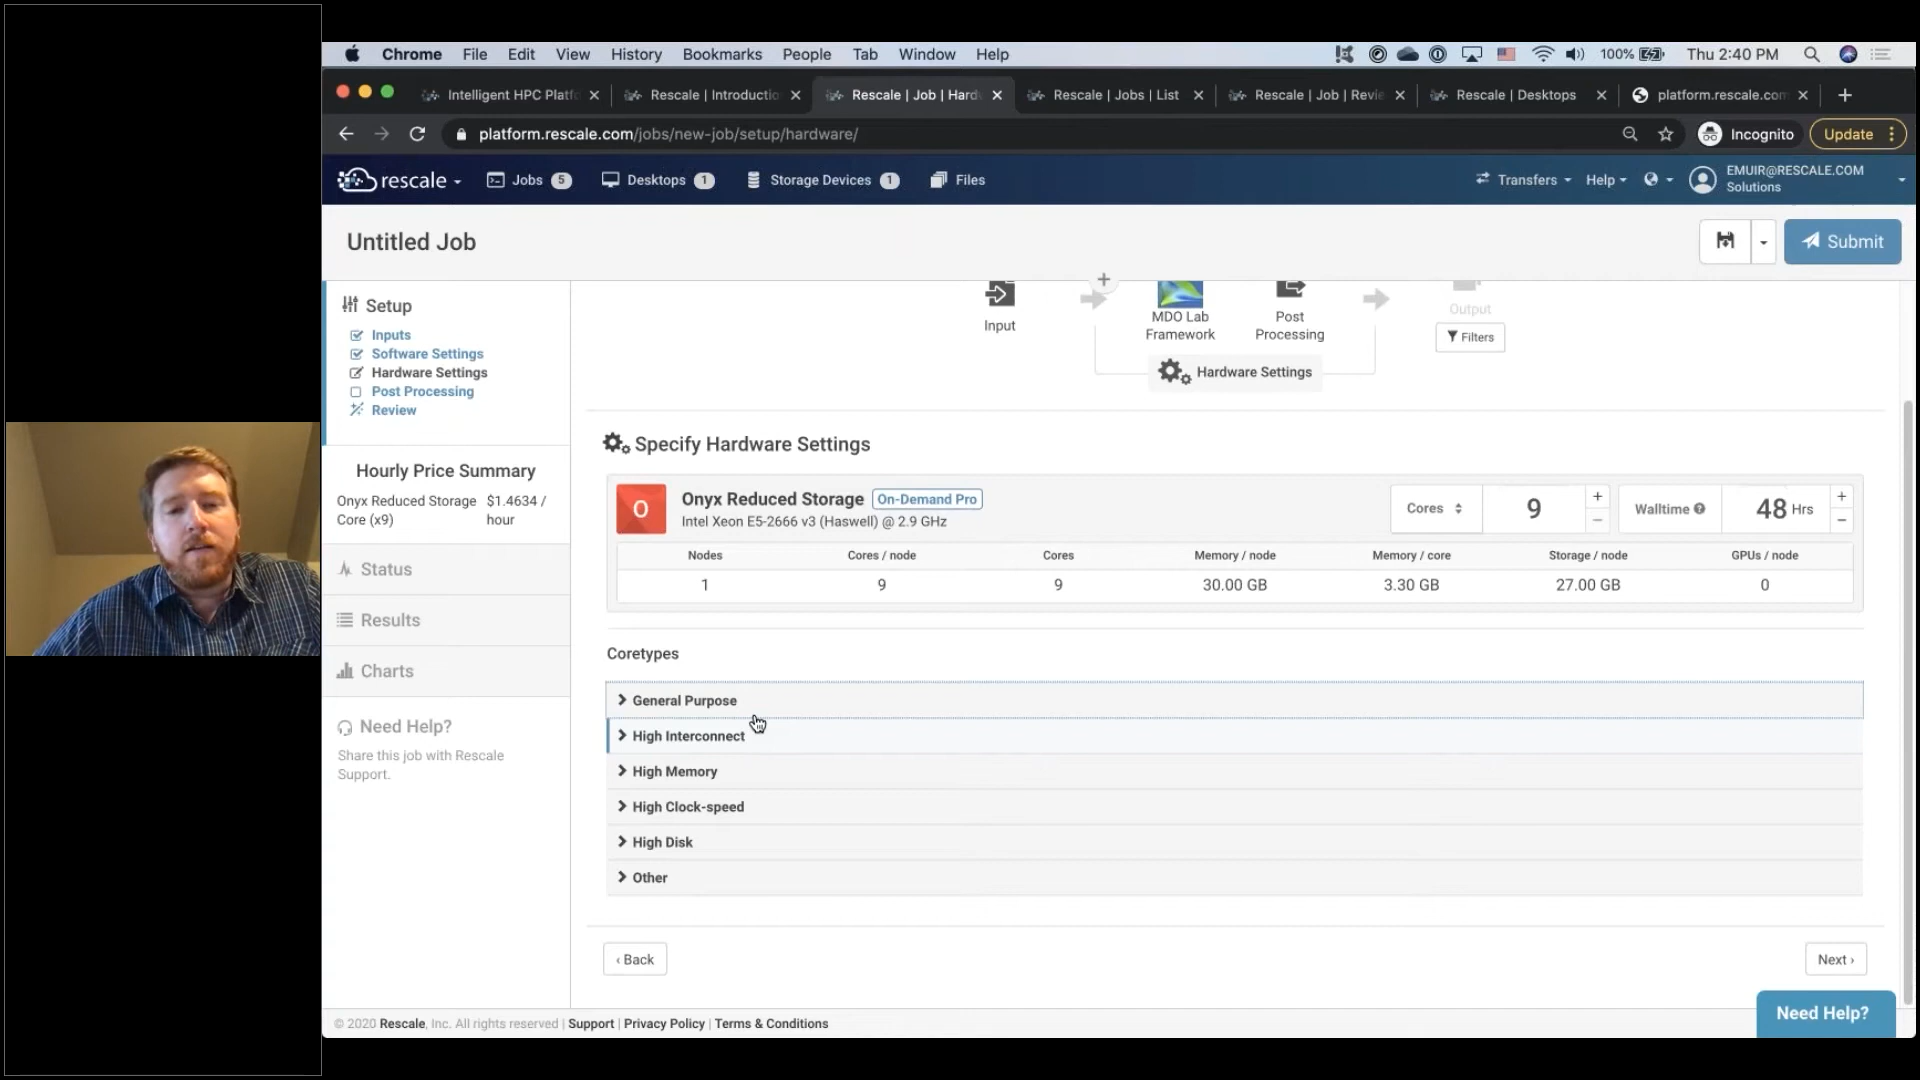 Chrome File Edit View History Bookmarks People Tab Window Help 100% Thu 2:40 PM
Intelligent HPC Platf Rescale | Introductio Rescale | Job | Hard Rescale | Jobs | List Rescale | Job | Revie Rescale | Desktops platform.rescale.com
platform.rescale.com/jobs/new-job/setup/hardware/ Incognito Update
rescale Jobs 5 Desktops 1 Storage Devices 1 Files Transfers Help EMUIR@RESCALE.COM
Solutions
Untitled Job Submit
Setup
Inputs
Software Settings
Hardware Settings
Post Processing
Review
Hourly Price Summary
Onyx Reduced Storage $1.4634 /
Core (x9) hour
Status
Results
Charts
Need Help?
Share this job with Rescale
Support.
Input
MDO Lab
Framework
Post
Processing
Output
Filters
Hardware Settings
Specify Hardware Settings
O
Onyx Reduced Storage On-Demand Pro
Intel Xeon E5-2666 v3 (Haswell) @ 2.9 GHz
Cores 9 + − Walltime 48 Hrs + −
Nodes Cores / node Cores Memory / node Memory / core Storage / node GPUs / node
1 9 9 30.00 GB 3.30 GB 27.00 GB 0
Coretypes
General Purpose
High Interconnect
High Memory
High Clock-speed
High Disk
Other
‹ Back Next ›
© 2020 Rescale, Inc. All rights reserved | Support | Privacy Policy | Terms & Conditions
Need Help?